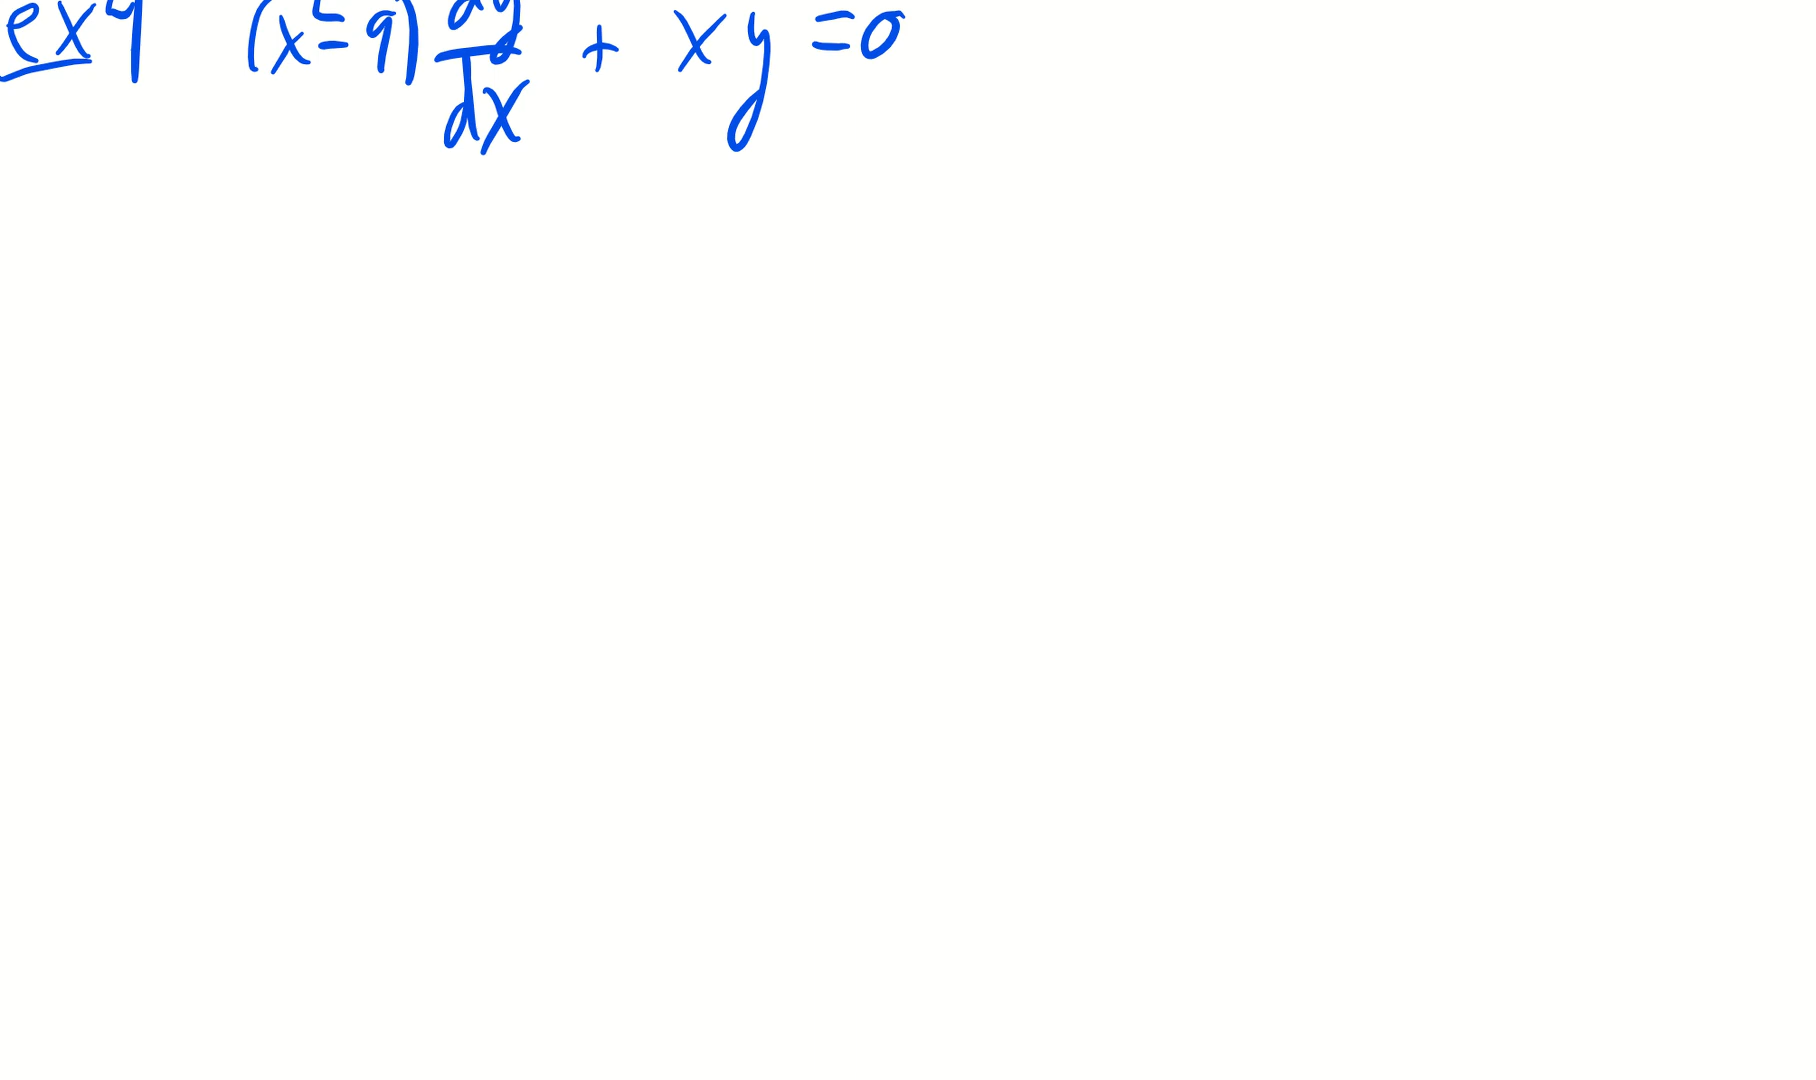 ex4 (x²-9) dy/dx + xy = 0